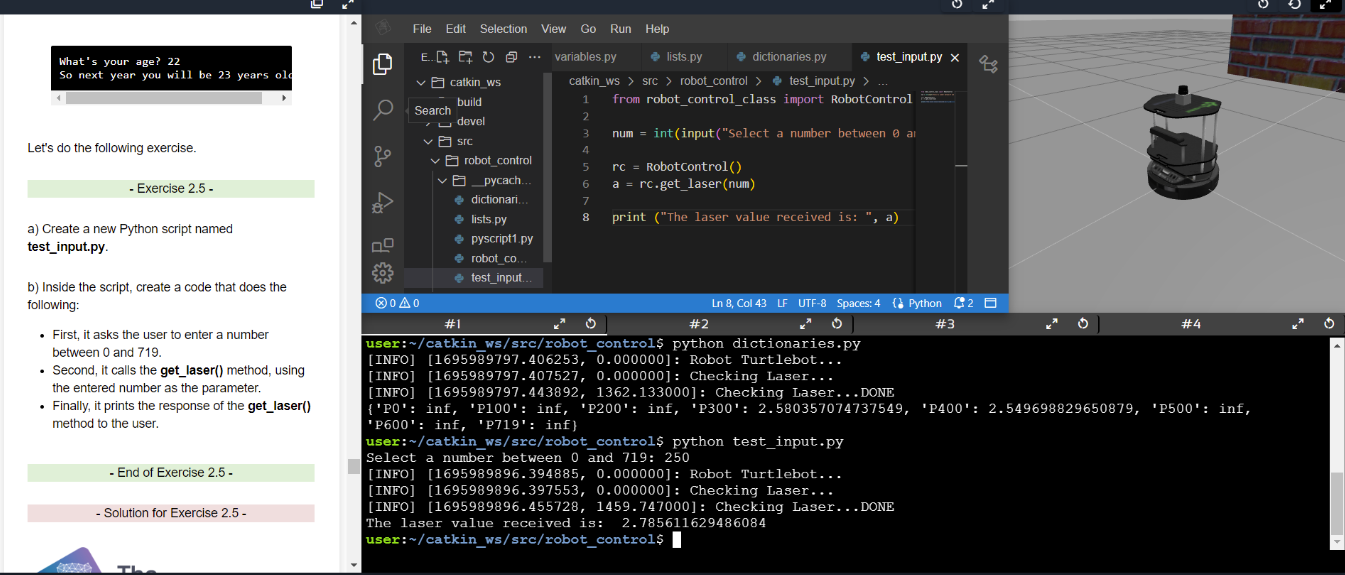 What's your age? 22
So next year you will be 23 years old
Let's do the following exercise.
- Exercise 2.5 -
a) Create a new Python script named
test_input.py.
b) Inside the script, create a code that does the
following:
First, it asks the user to enter a number
between 0 and 719.
Second, it calls the get_laser() method, using
the entered number as the parameter.
Finally, it prints the response of the get_laser()
method to the user.
- End of Exercise 2.5 -
- Solution for Exercise 2.5 -
The
File Edit Selection View Go Run Help
E...
catkin_ws
build
Search
devel
src
robot_control
__pycach...
dictionari...
lists.py
pyscript1.py
robot_co...
test_input...
variables.py lists.py dictionaries.py test_input.py
catkin_ws > src > robot_control > test_input.py > ...
1 from robot_control_class import RobotControl
2
3 num = int(input("Select a number between 0 an
4
5 rc = RobotControl()
6 a = rc.get_laser(num)
7
8 print ("The laser value received is: ", a)
0 0 Ln 8, Col 43 LF UTF-8 Spaces: 4 Python 2
#1 #2 #3 #4
user:~/catkin_ws/src/robot_control$ python dictionaries.py
[INFO] [1695989797.406253, 0.000000]: Robot Turtlebot...
[INFO] [1695989797.407527, 0.000000]: Checking Laser...
[INFO] [1695989797.443892, 1362.133000]: Checking Laser...DONE
{'P0': inf, 'P100': inf, 'P200': inf, 'P300': 2.580357074737549, 'P400': 2.549698829650879, 'P500': inf,
'P600': inf, 'P719': inf}
user:~/catkin_ws/src/robot_control$ python test_input.py
Select a number between 0 and 719: 250
[INFO] [1695989896.394885, 0.000000]: Robot Turtlebot...
[INFO] [1695989896.397553, 0.000000]: Checking Laser...
[INFO] [1695989896.455728, 1459.747000]: Checking Laser...DONE
The laser value received is:  2.785611629486084
user:~/catkin_ws/src/robot_control$